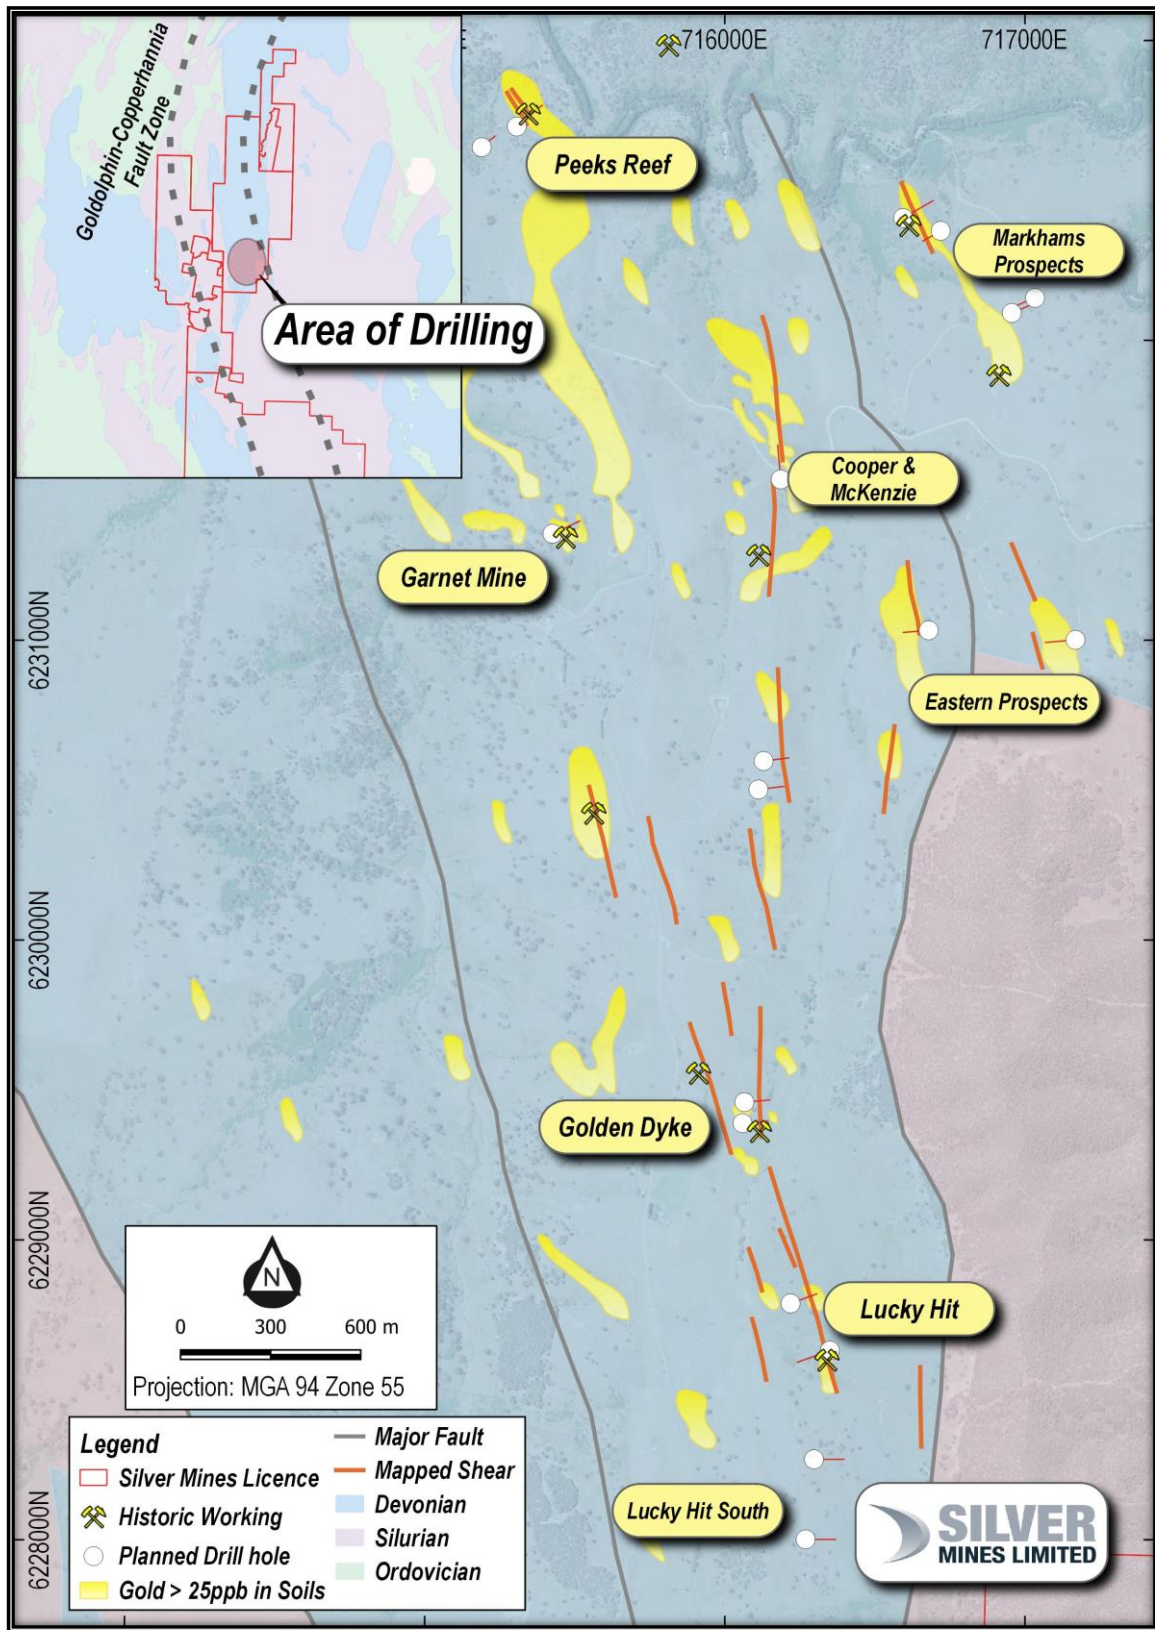 716000E
717000E
Goldolphin-Copperhannia
Fault Zone
Area of Drilling
Peeks Reef
Markhams
Prospects
Cooper &
McKenzie
Garnet Mine
6231000N
Eastern Prospects
6230000N
Golden Dyke
6229000N
Lucky Hit
N
0 300 600 m
Projection: MGA 94 Zone 55
Legend
Silver Mines Licence
Historic Working
Planned Drill hole
Gold > 25ppb in Soils
Major Fault
Mapped Shear
Devonian
Silurian
Ordovician
Lucky Hit South
6228000N
SILVER
MINES LIMITED